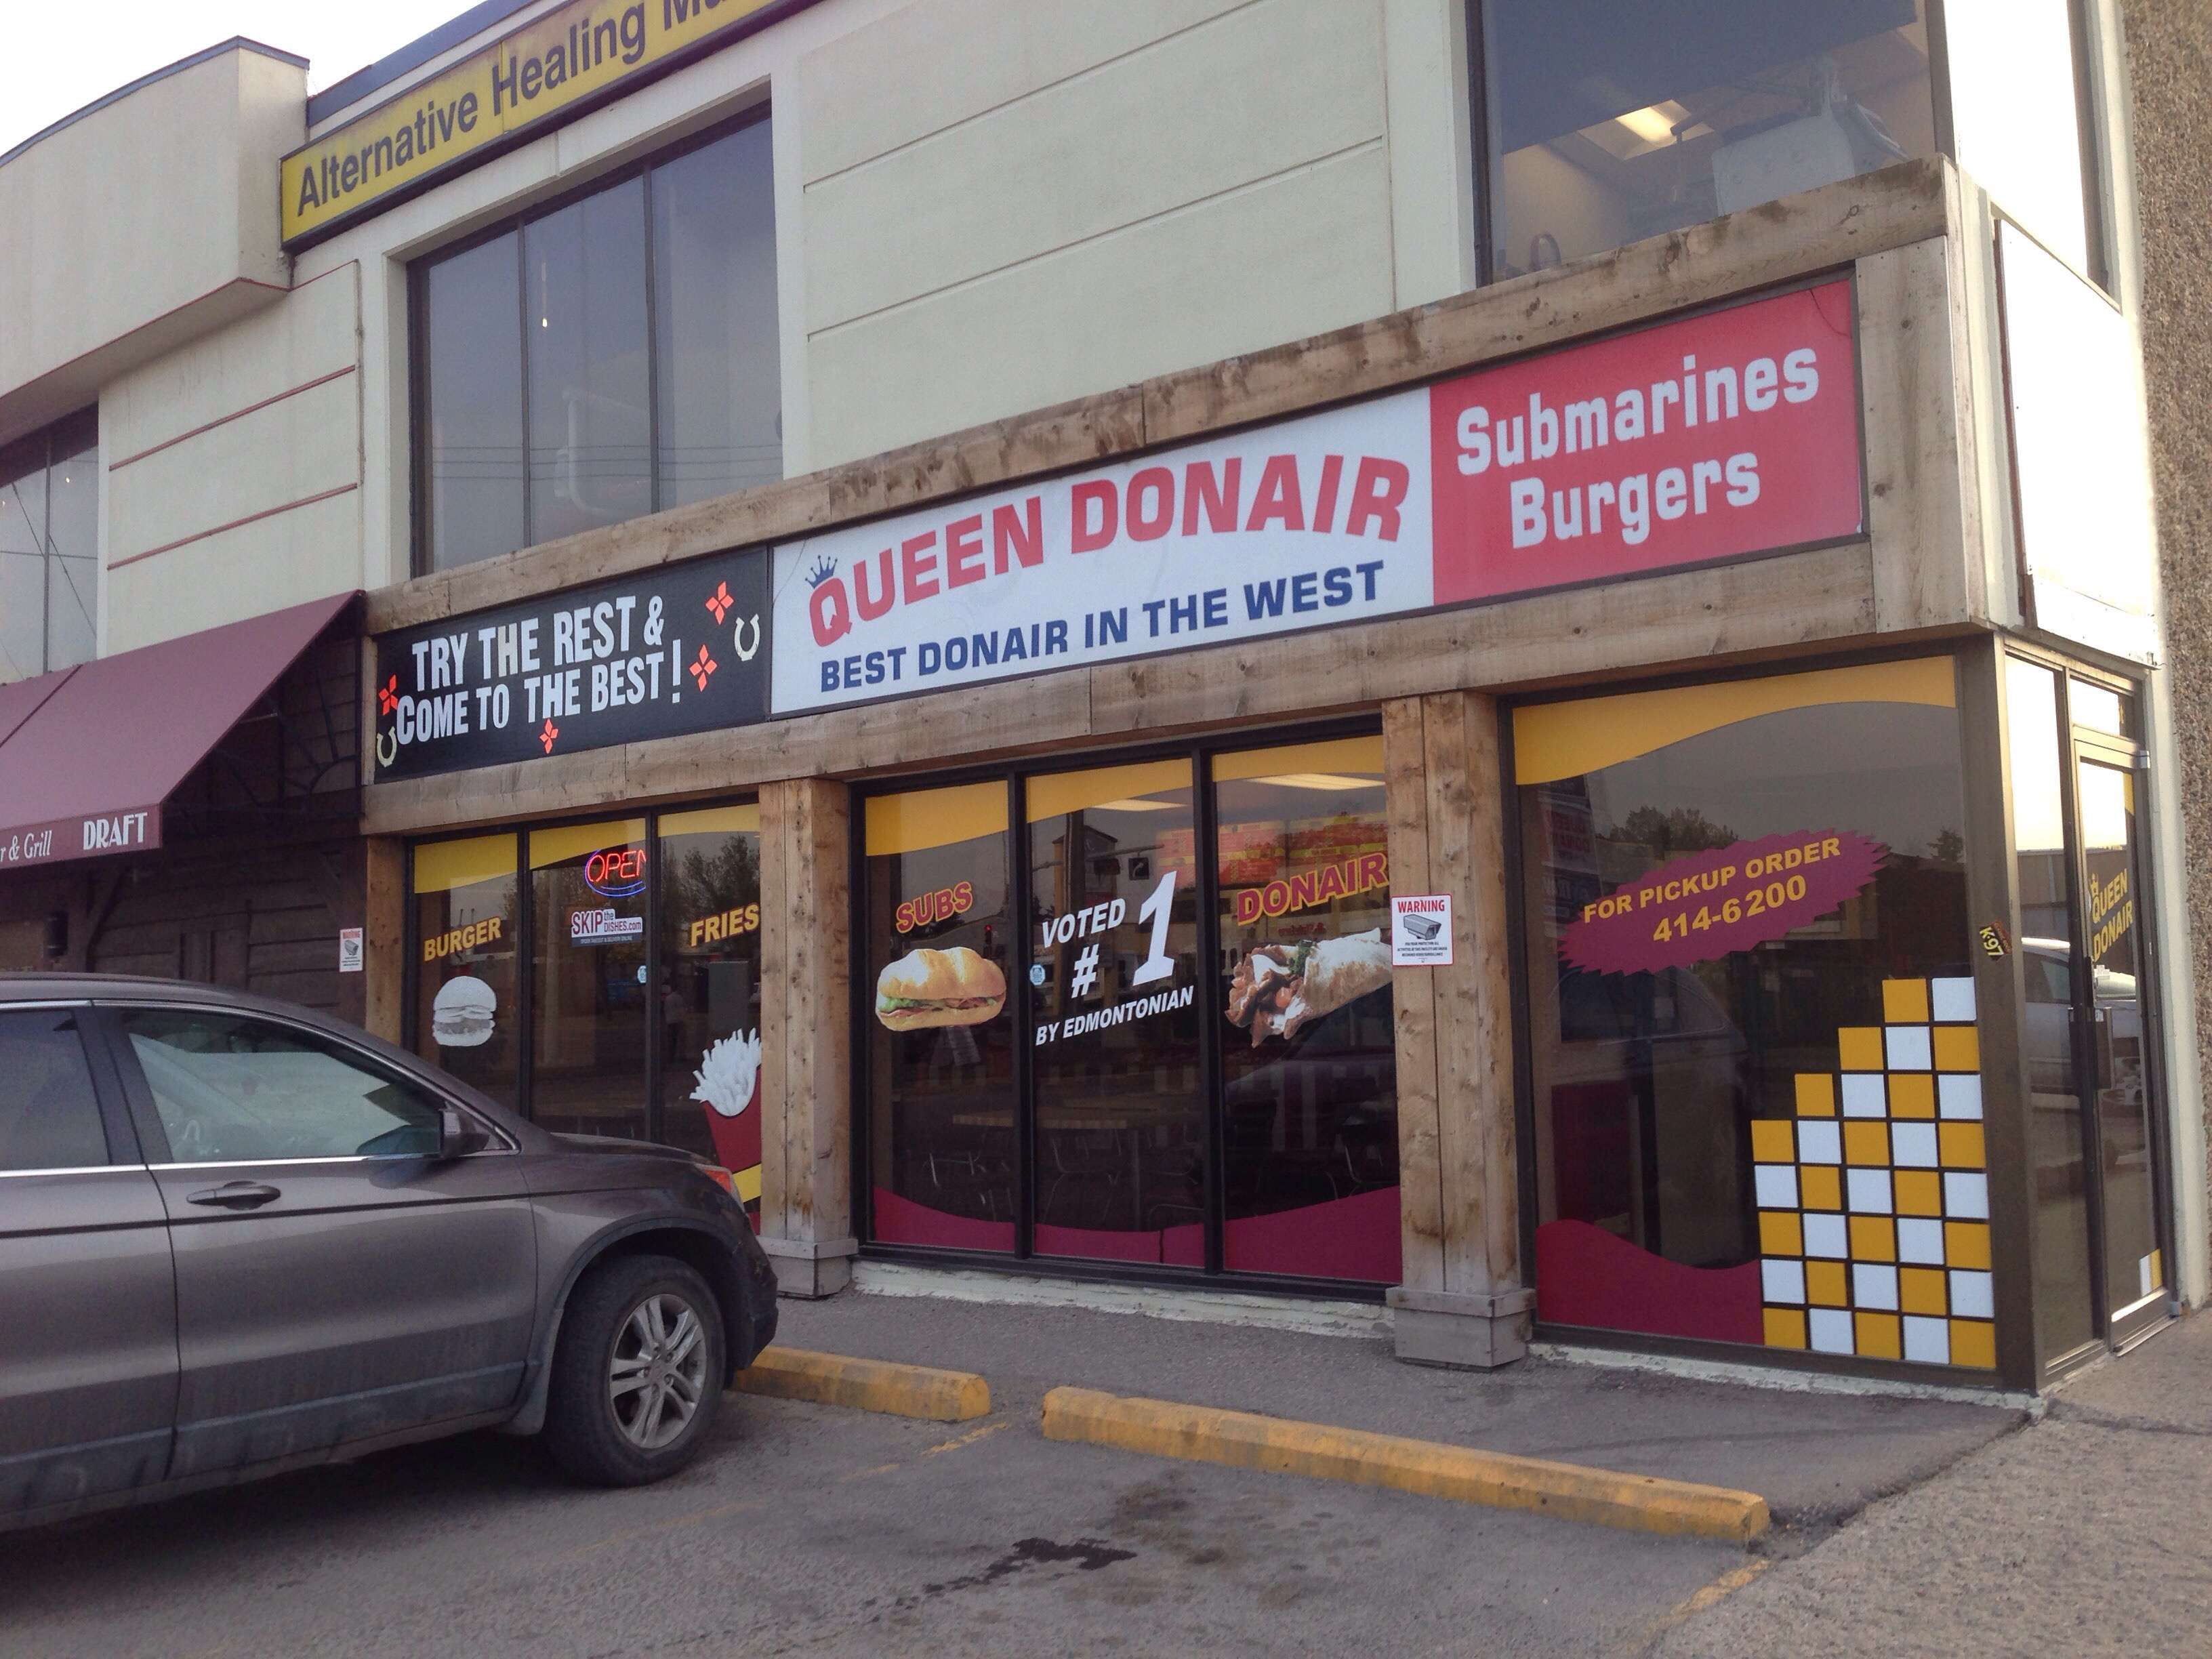 Alternative Healing
TRY THE REST &
COME TO THE BEST!
QUEEN DONAIR
BEST DONAIR IN THE WEST
Submarines
Burgers
r & Grill DRAFT
OPEN
SKIP the
DISHES.com
BURGER
FRIES
SUBS
VOTED
# 1
BY EDMONTONIAN
DONAIR
WARNING
FOR PICKUP ORDER
414-6200
K-97
QUEEN
DONAIR